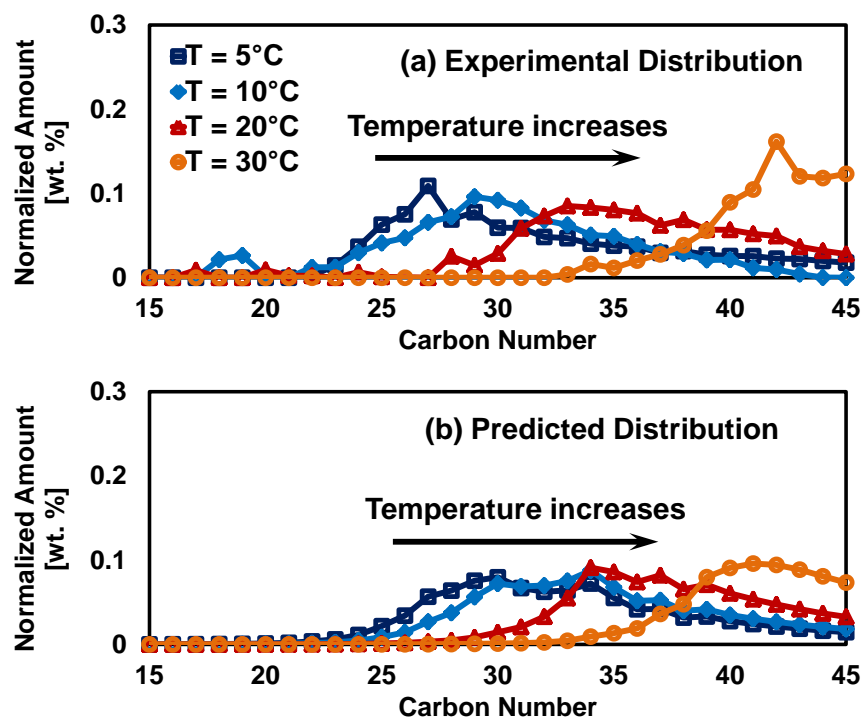 0.3
0.2
0.1
0
Normalized Amount
[wt. %]
T = 5°C
T = 10°C
T = 20°C
T = 30°C
(a) Experimental Distribution
Temperature increases
15 20 25 30 35 40 45
Carbon Number
0.3
0.2
0.1
0
Normalized Amount
[wt. %]
(b) Predicted Distribution
Temperature increases
15 20 25 30 35 40 45
Carbon Number